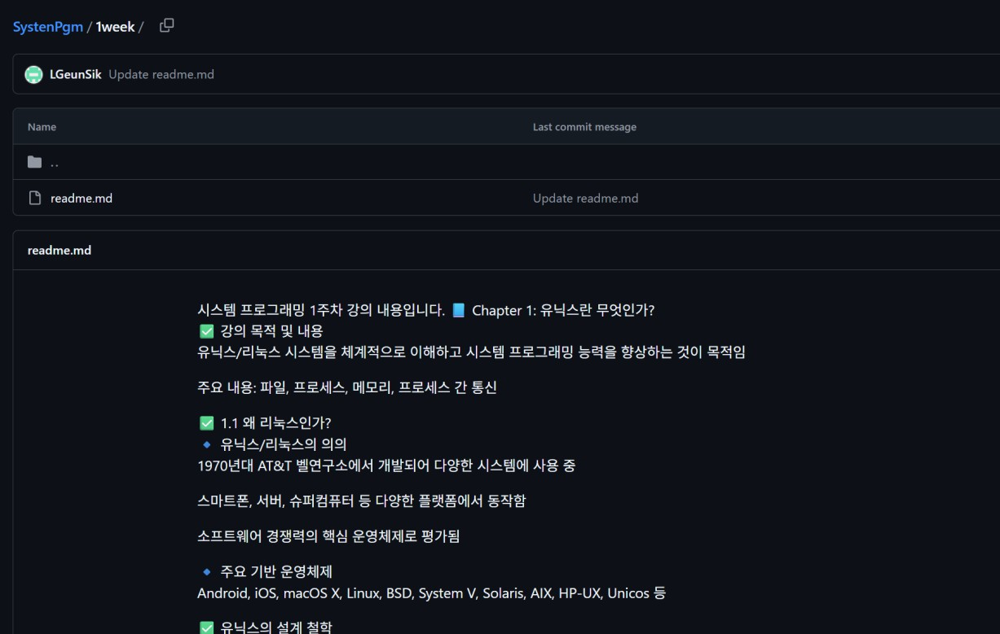 SystenPgm / 1week /
LGeunSik Update readme.md
Name Last commit message
..
readme.md Update readme.md
readme.md
시스템 프로그래밍 1주차 강의 내용입니다. 📘 Chapter 1: 유닉스란 무엇인가?
✅ 강의 목적 및 내용
유닉스/리눅스 시스템을 체계적으로 이해하고 시스템 프로그래밍 능력을 향상하는 것이 목적임
주요 내용: 파일, 프로세스, 메모리, 프로세스 간 통신
✅ 1.1 왜 리눅스인가?
🔹 유닉스/리눅스의 의의
1970년대 AT&T 벨연구소에서 개발되어 다양한 시스템에 사용 중
스마트폰, 서버, 슈퍼컴퓨터 등 다양한 플랫폼에서 동작함
소프트웨어 경쟁력의 핵심 운영체제로 평가됨
🔹 주요 기반 운영체제
Android, iOS, macOS X, Linux, BSD, System V, Solaris, AIX, HP-UX, Unicos 등
✅ 유닉스의 설계 철학